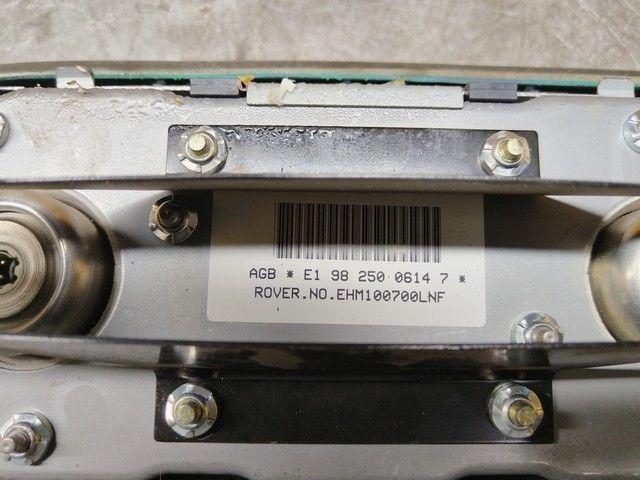 AGB * E1 98 250 0614 7 *
ROVER.NO.EHM100700LNF